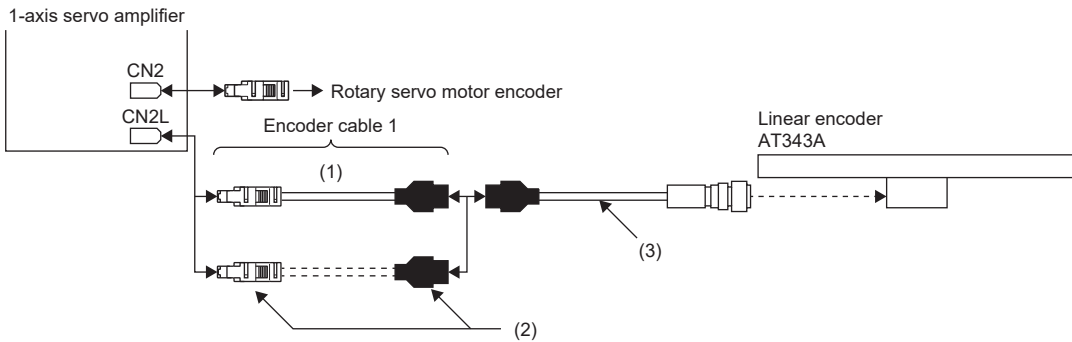 1-axis servo amplifier
CN2
Rotary servo motor encoder
CN2L
Encoder cable 1
Linear encoder
AT343A
(1)
(3)
(2)